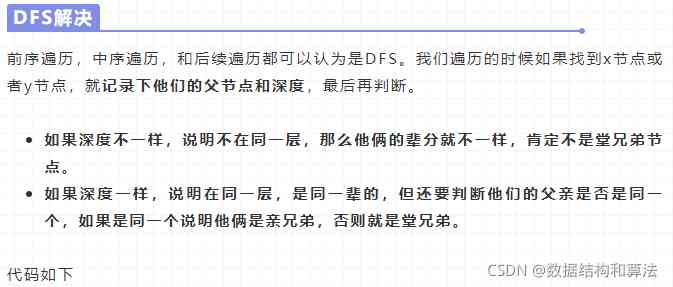 DFS解决
前序遍历，中序遍历，和后续遍历都可以认为是DFS。我们遍历的时候如果找到x节点或
者y节点，就记录下他们的父节点和深度，最后再判断。
如果深度不一样，说明不在同一层，那么他俩的辈分就不一样，肯定不是堂兄弟节
点。
如果深度一样，说明在同一层，是同一辈的，但还要判断他们的父亲是否是同一
个，如果是同一个说明他俩是亲兄弟，否则就是堂兄弟。
代码如下
CSDN @数据结构和算法